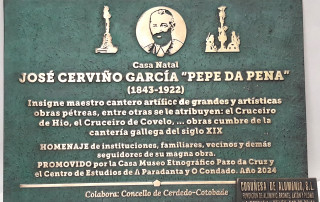 Casa Natal
JOSÉ CERVIÑO GARCÍA "PEPE DA PENA"
(1843-1922)
Insigne maestro cantero artífice de grandes y artísticas
obras pétreas, entre otras se le atribuyen: el Cruceiro
de Hío, el Cruceiro de Covelo, ... obras cumbre de la
cantería gallega del siglo XIX
HOMENAJE de instituciones, familiares, vecinos y demás
seguidores de su magna obra.
PROMOVIDO por la Casa Museo Etnográfico Pazo da Cruz y
el Centro de Estudios de A Paradanta y O Condado. Año 2024
Colabora: Concello de Cerdedo-Cotobade
CORUÑESA DE ALUMINIO, S.L.